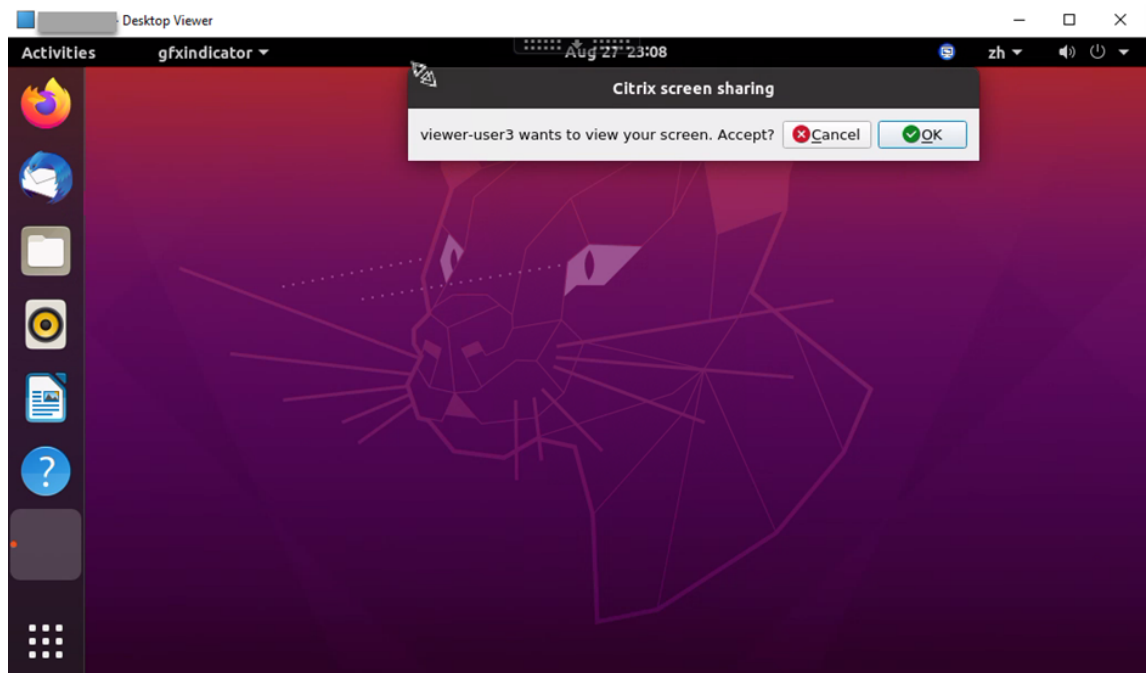 Desktop Viewer
Activities gfxindicator Aug 27 23:08 zh
Citrix screen sharing
viewer-user3 wants to view your screen. Accept? Cancel OK
?